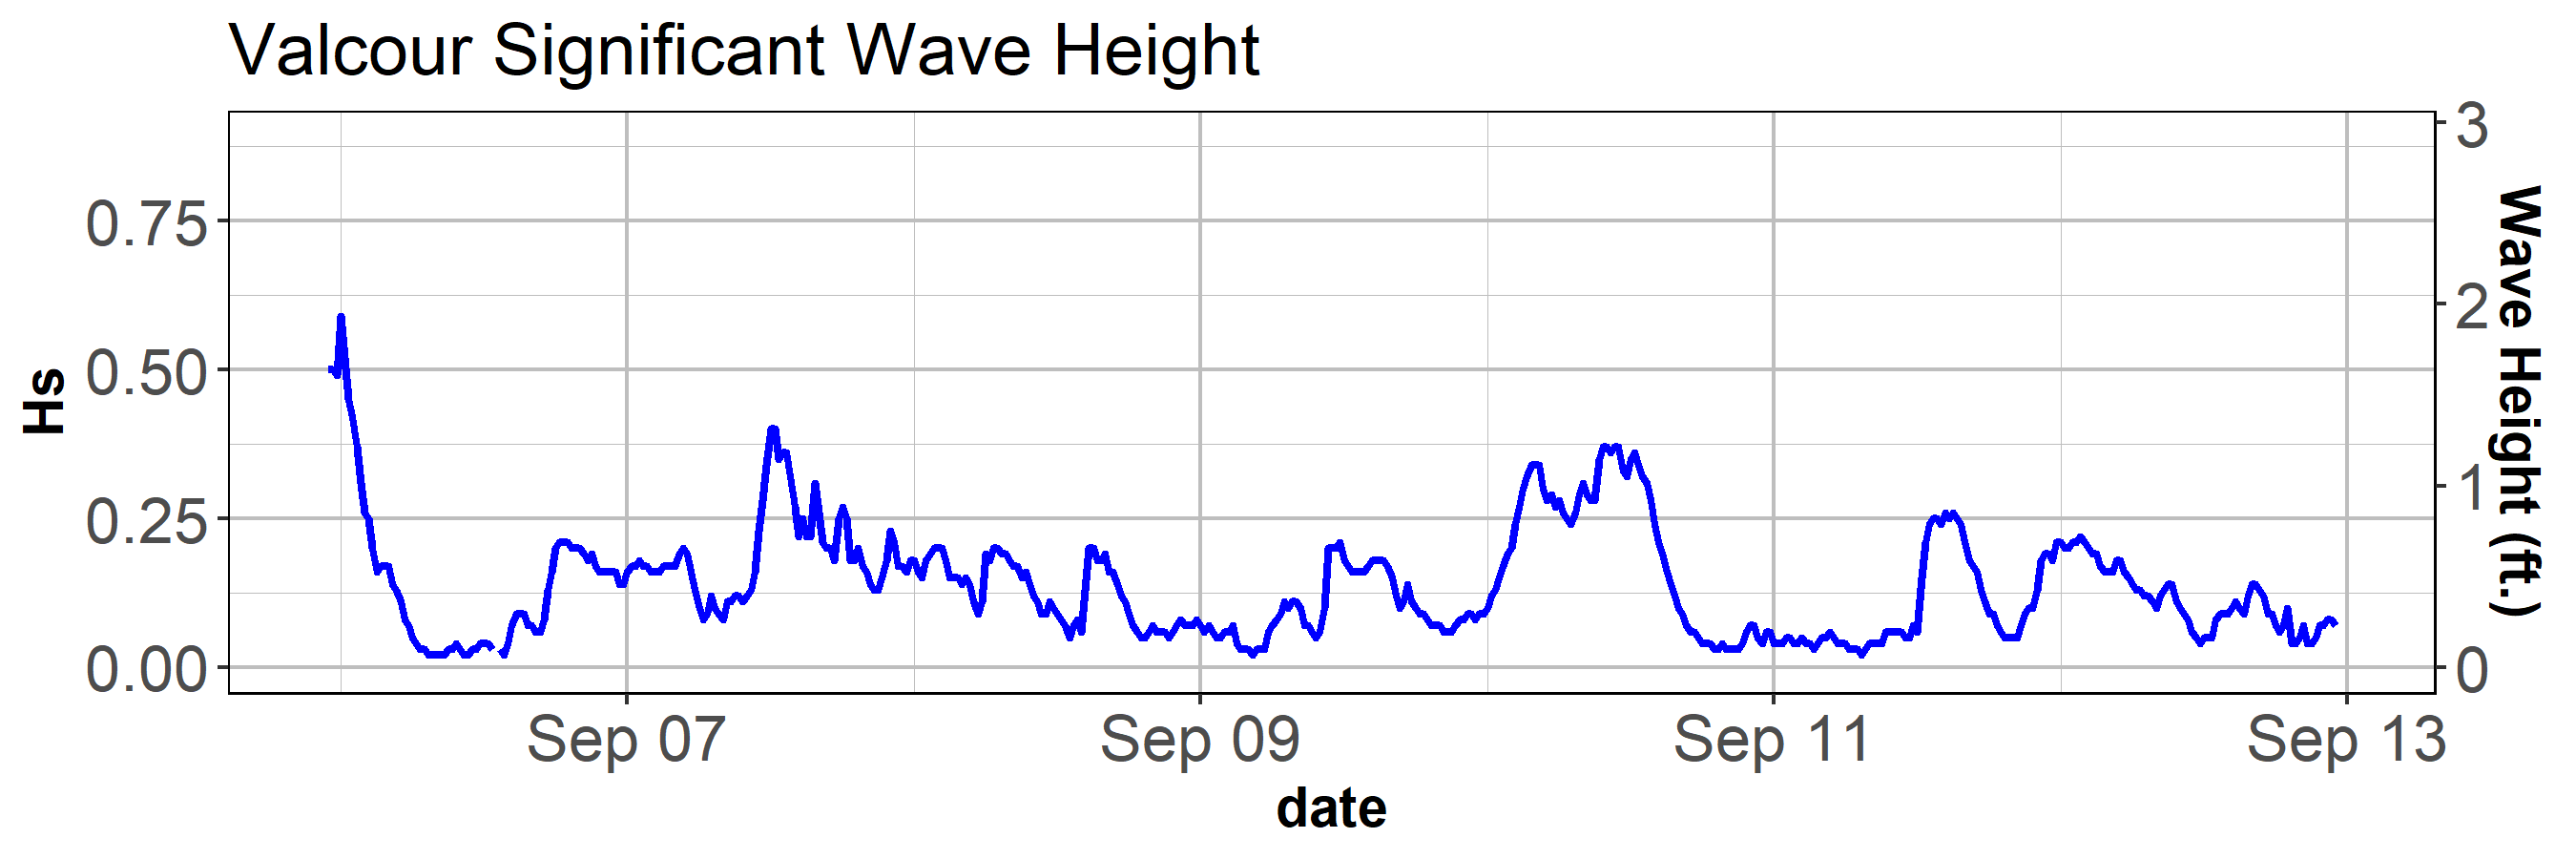 Valcour Significant Wave Height
Hs
0.75
0.50
0.25
0.00
3
2
1
0
Wave Height (ft.)
Sep 07 Sep 09 Sep 11 Sep 13
date